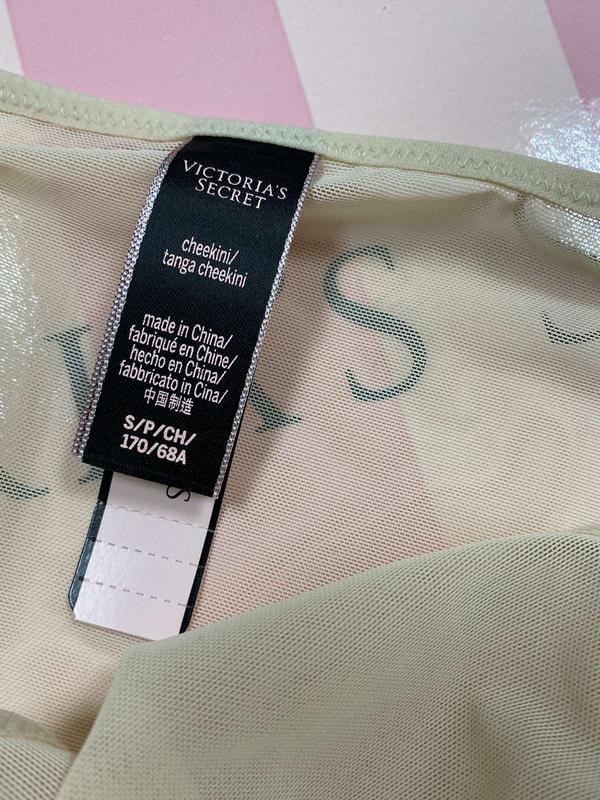 VICTORIA'S
SECRET
cheekini/
tanga cheekini
made in China/
fabriqué en Chine/
hecho en China/
fabbricato in Cina/
中国制造
S/P/CH/
170/68A
S
S